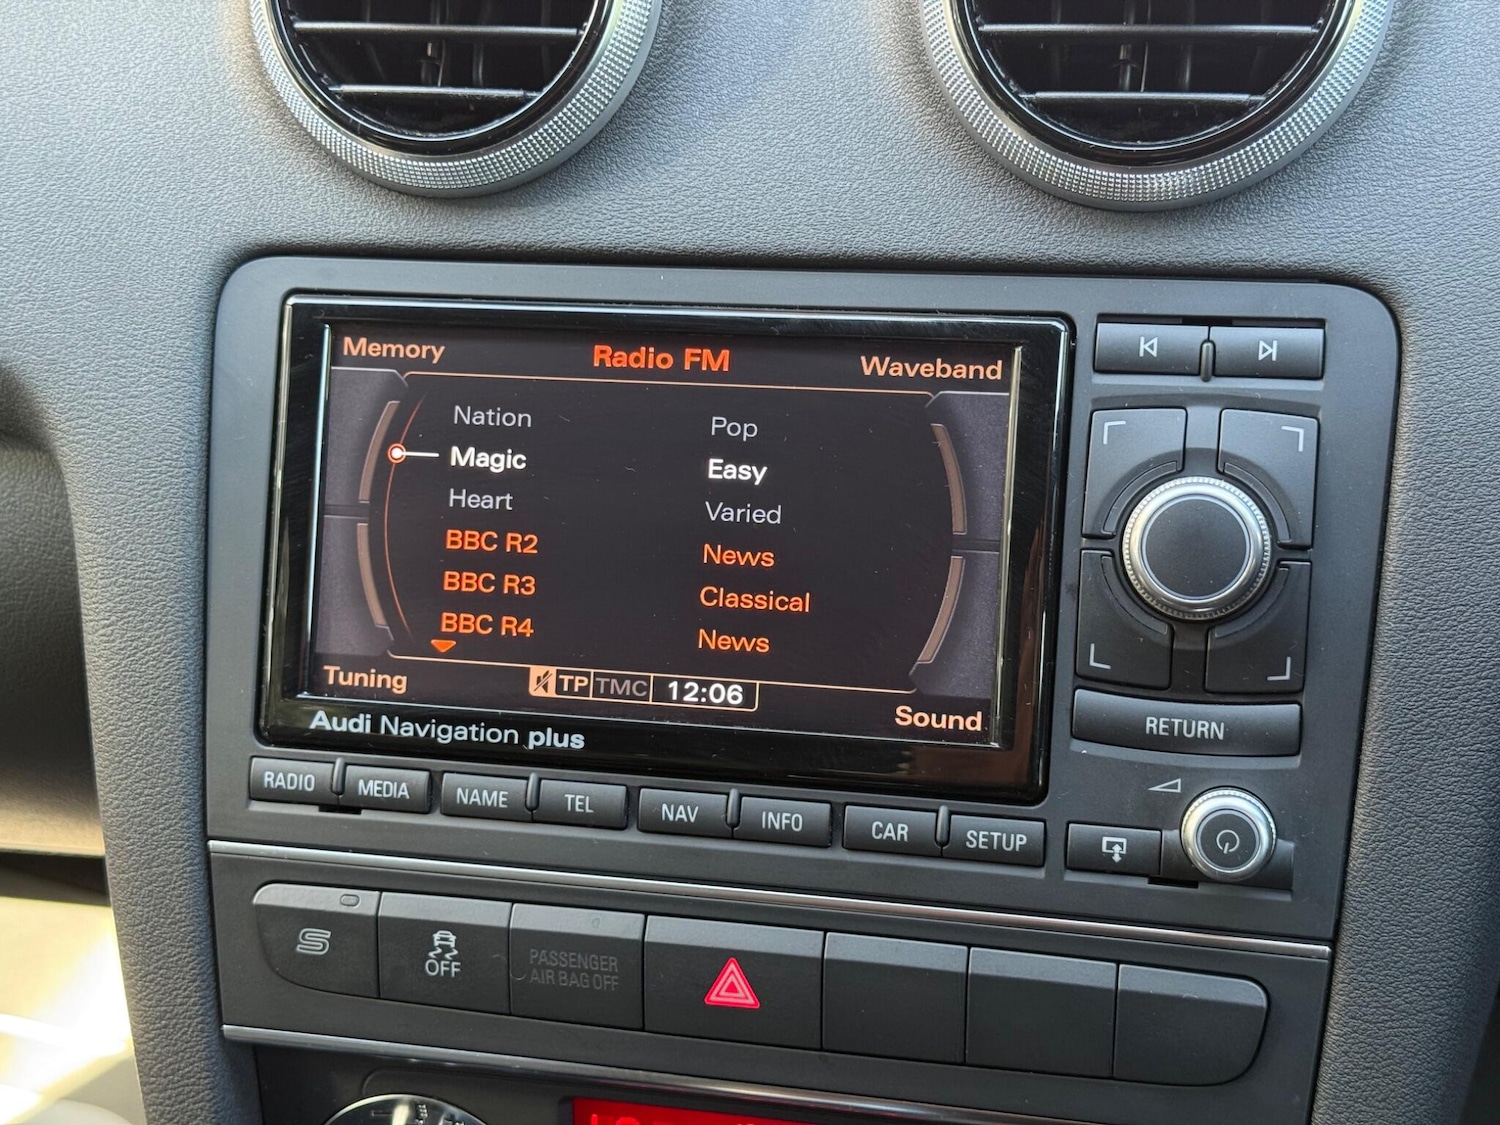 Memory Radio FM Waveband
Nation Pop
Magic Easy
Heart Varied
BBC R2 News
BBC R3 Classical
BBC R4 News
Tuning TP TMC 12:06 Sound
Audi Navigation plus
RETURN
RADIO MEDIA NAME TEL NAV INFO CAR SETUP
S OFF PASSENGER
AIR BAG OFF